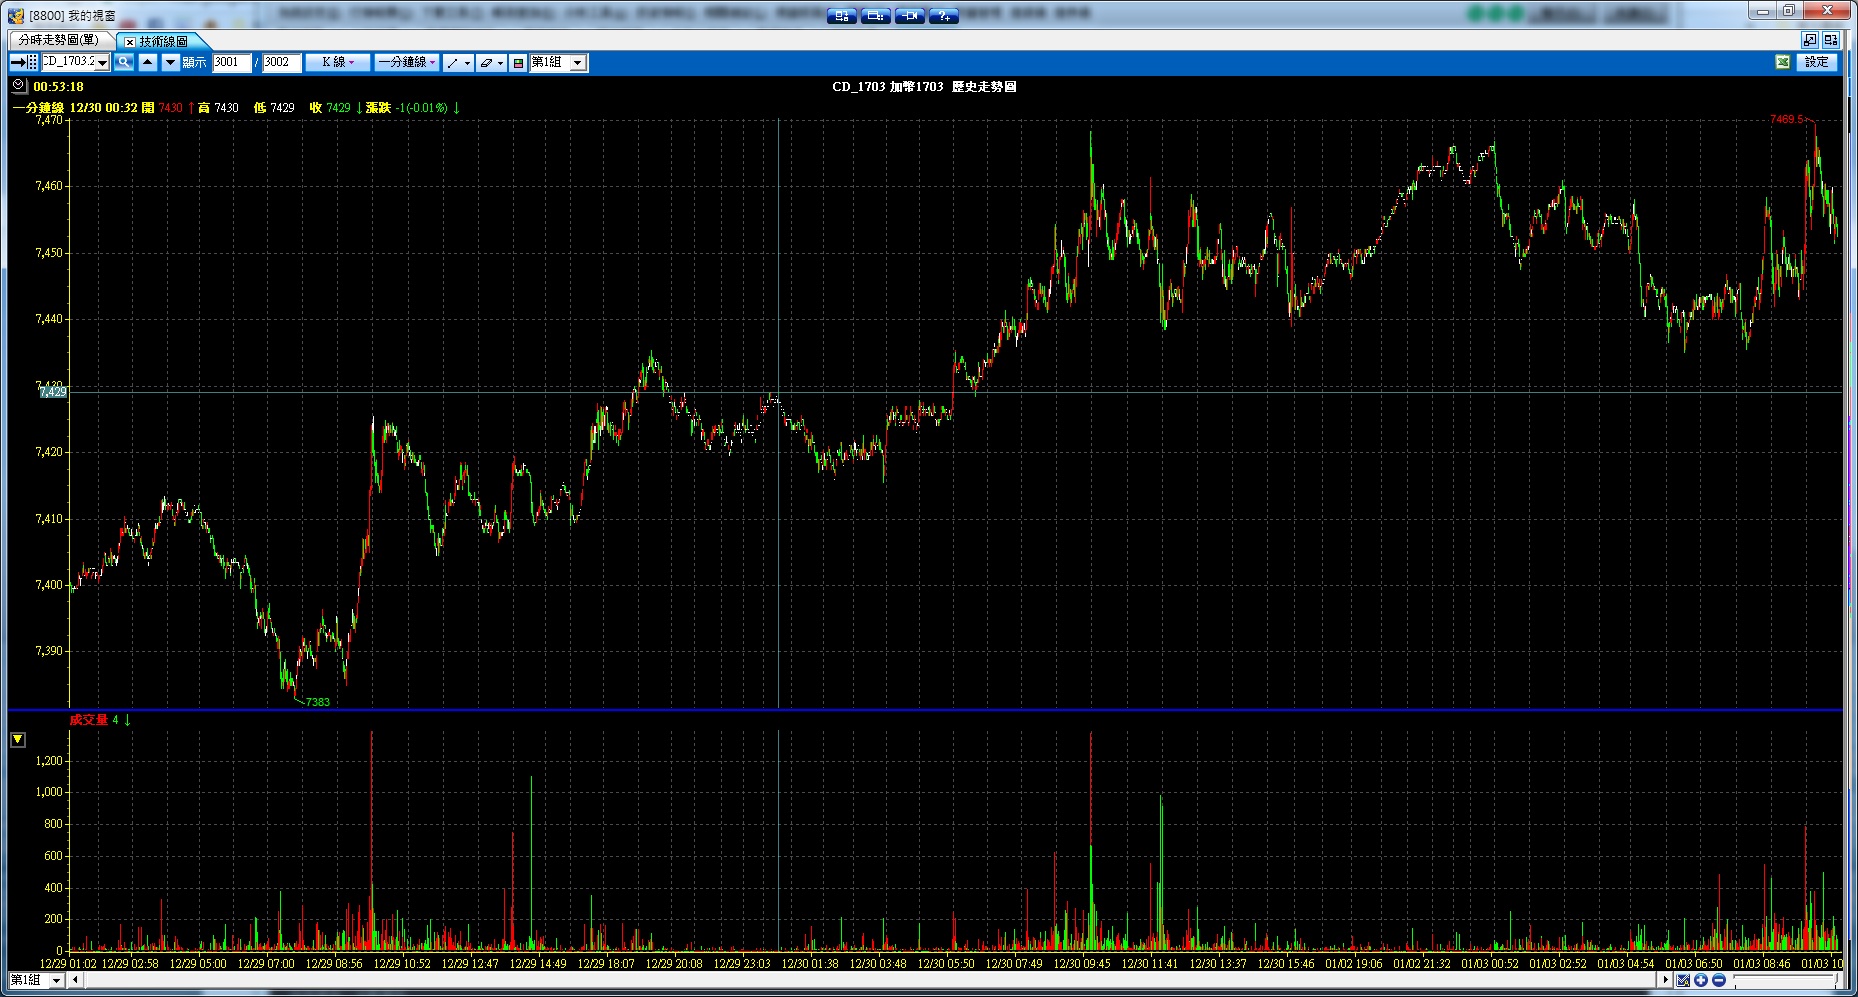 [8800] 我的視窗
分時走勢圖(單)
技術線圖
CD_1703.2
顯示
3001 / 3002
K 線
一分鐘線
第1組
設定
00:53:18
CD_1703 加幣1703 歷史走勢圖
一分鐘線 12/30 00:32 開 7430 ↑ 高 7430 低 7429 收 7429 ↓ 漲跌 -1(-0.01%) ↓
7,470
7469.5
7,460
7,450
7,440
7,430
7,429
7,420
7,410
7,400
7,390
7383
成交量 4 ↓
1,200
1,000
800
600
400
200
0
12/29 01:02 12/29 02:58 12/29 05:00 12/29 07:00 12/29 08:56 12/29 10:52 12/29 12:47 12/29 14:49 12/29 18:07 12/29 20:08 12/29 23:03 12/30 01:38 12/30 03:48 12/30 05:50 12/30 07:49 12/30 09:45 12/30 11:41 12/30 13:37 12/30 15:46 01/02 19:06 01/02 21:32 01/03 00:52 01/03 02:52 01/03 04:54 01/03 06:50 01/03 08:46 01/03 10
第1組